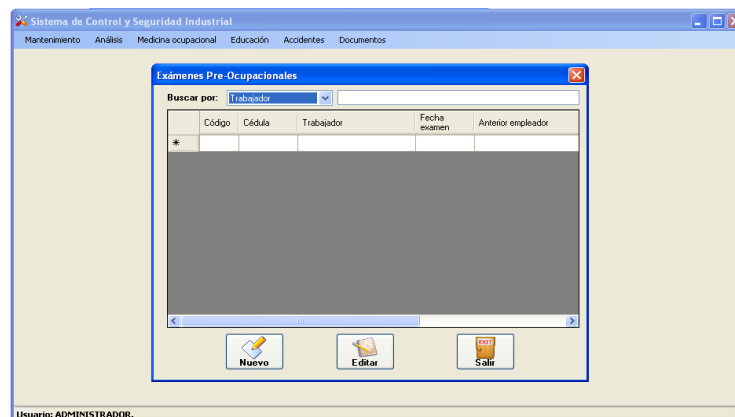 Sistema de Control y Seguridad Industrial
Mantenimiento Análisis Medicina ocupacional Educación Accidentes Documentos
Exámenes Pre-Ocupacionales
Buscar por: Trabajador
Código Cédula Trabajador Fecha examen Anterior empleador
Nuevo Editar EXIT Salir
Usuario: ADMINISTRADOR.